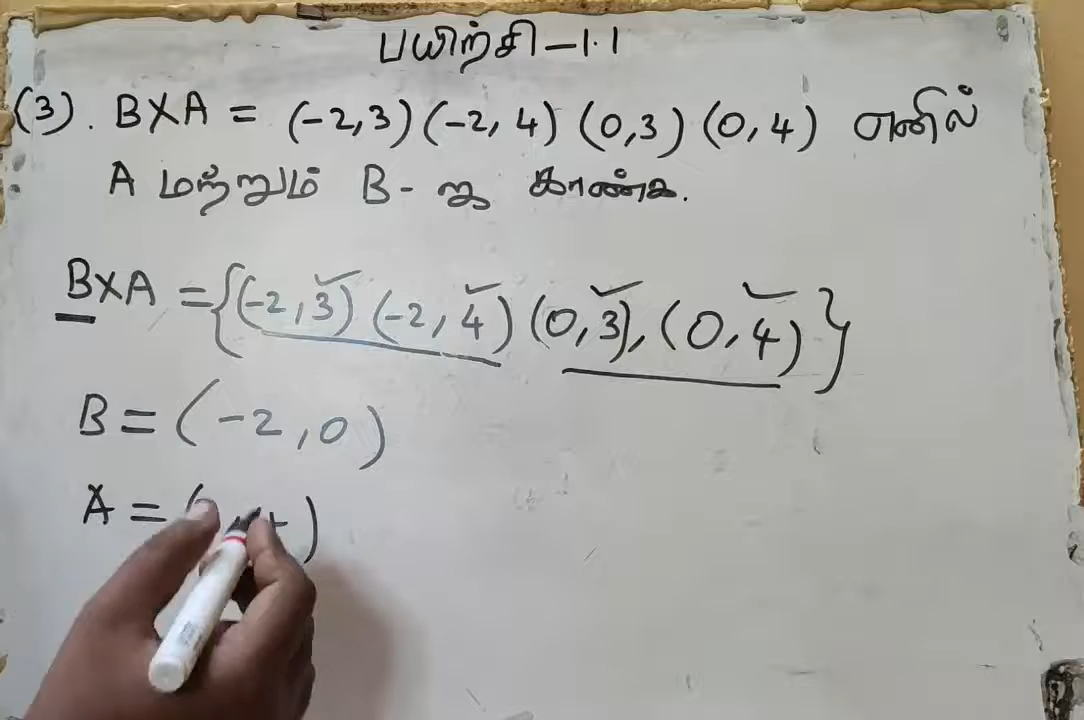 பயிற்சி-1.1
(3). B×A = (-2,3)(-2,4)(0,3)(0,4) எனில்
A மற்றும் B-ஐ காண்க.
B×A = {(-2,3)(-2,4)(0,3),(0,4)}
B = (-2,0)
A = ( )